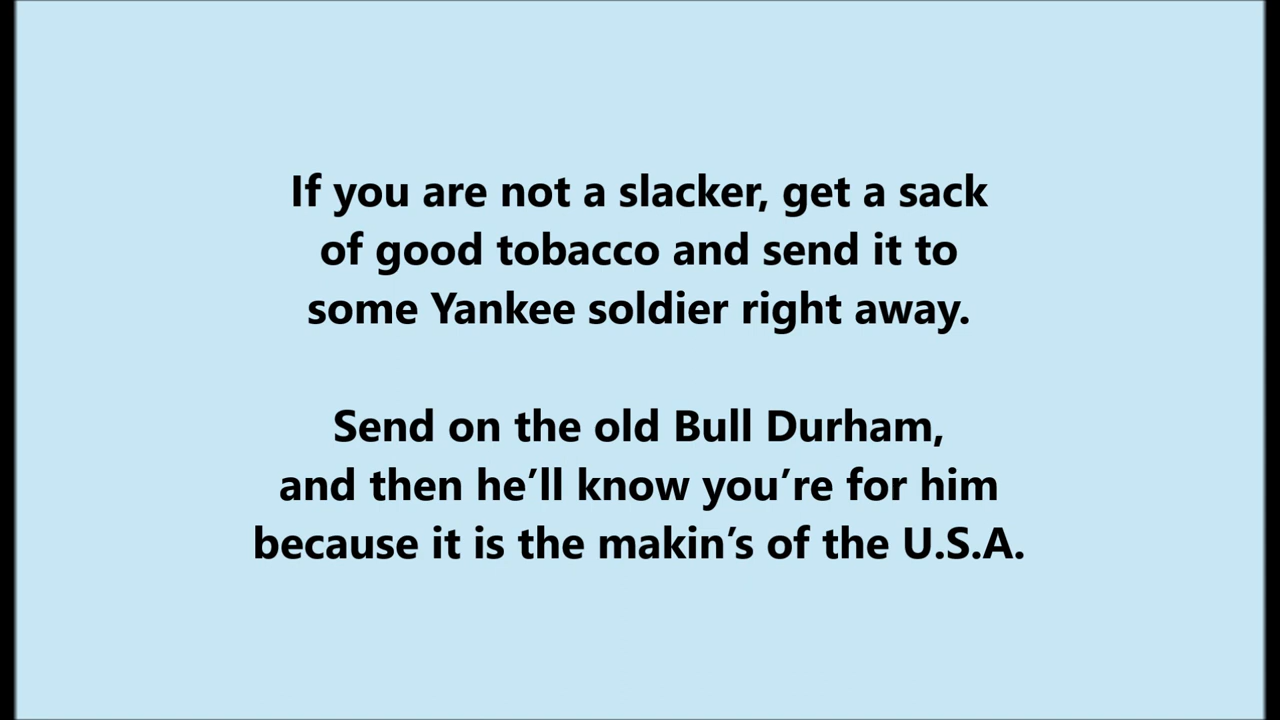 If you are not a slacker, get a sack
of good tobacco and send it to
some Yankee soldier right away.
Send on the old Bull Durham,
and then he’ll know you’re for him
because it is the makin’s of the U.S.A.